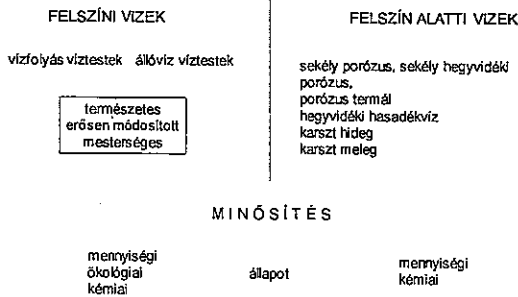 FELSZÍNI VIZEK
vízfolyás víztestek állóvíz víztestek
természetes
erősen módosított
mesterséges
FELSZÍN ALATTI VIZEK
sekély porózus, sekély hegyvidéki
porózus,
porózus termál
hegyvidéki hasadékvíz
karszt hideg
karszt meleg
MINŐSÍTÉS
mennyiségi
ökológiai
kémiai
állapot
mennyiségi
kémiai